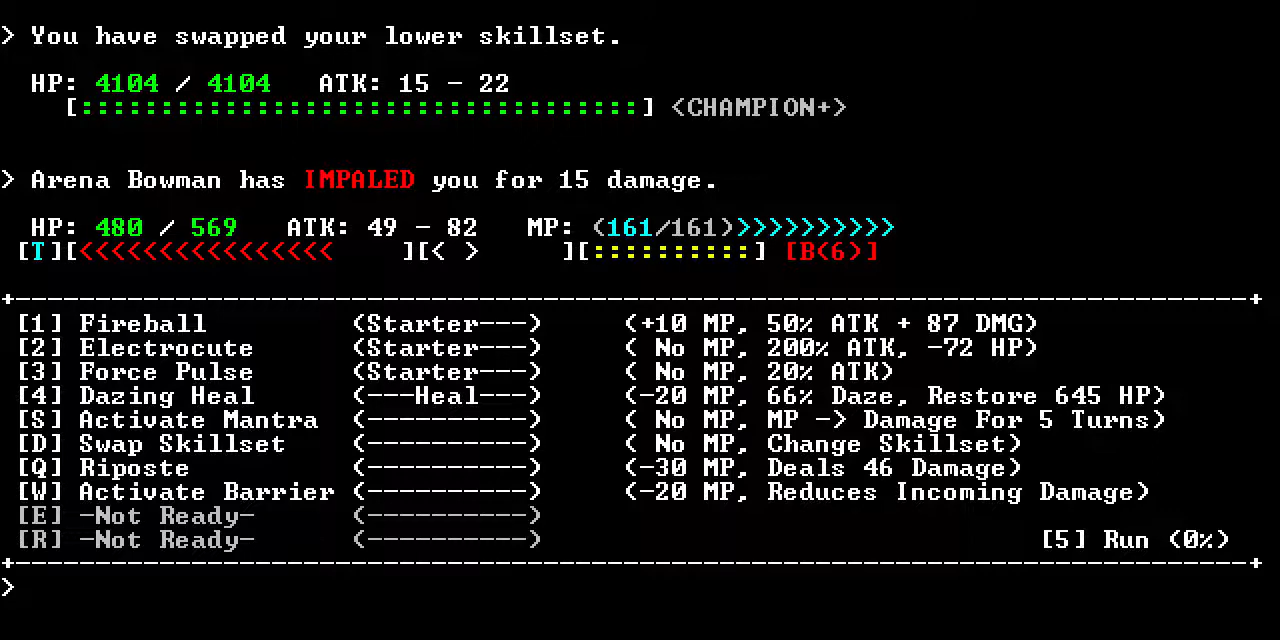 > You have swapped your lower skillset.
HP: 4104 / 4104 ATK: 15 - 22
[:::::::::::::::::::::::::::::::::::] <CHAMPION+>
> Arena Bowman has IMPALED you for 15 damage.
HP: 480 / 569 ATK: 49 - 82 MP: (161/161)>>>>>>>>>>
[T][<<<<<<<<<<<<<<<< ][< > ][::::::::::] [B(6)]
+------------------------------------------------------------------------------+
[1] Fireball (Starter---) (+10 MP, 50% ATK + 87 DMG)
[2] Electrocute (Starter---) ( No MP, 200% ATK, -72 HP)
[3] Force Pulse (Starter---) ( No MP, 20% ATK)
[4] Dazing Heal (---Heal---) (-20 MP, 66% Daze, Restore 645 HP)
[S] Activate Mantra (----------) ( No MP, MP -> Damage For 5 Turns)
[D] Swap Skillset (----------) ( No MP, Change Skillset)
[Q] Riposte (----------) (-30 MP, Deals 46 Damage)
[W] Activate Barrier (----------) (-20 MP, Reduces Incoming Damage)
[E] -Not Ready- (----------)
[R] -Not Ready- (----------) [5] Run (0%)
+------------------------------------------------------------------------------+
>